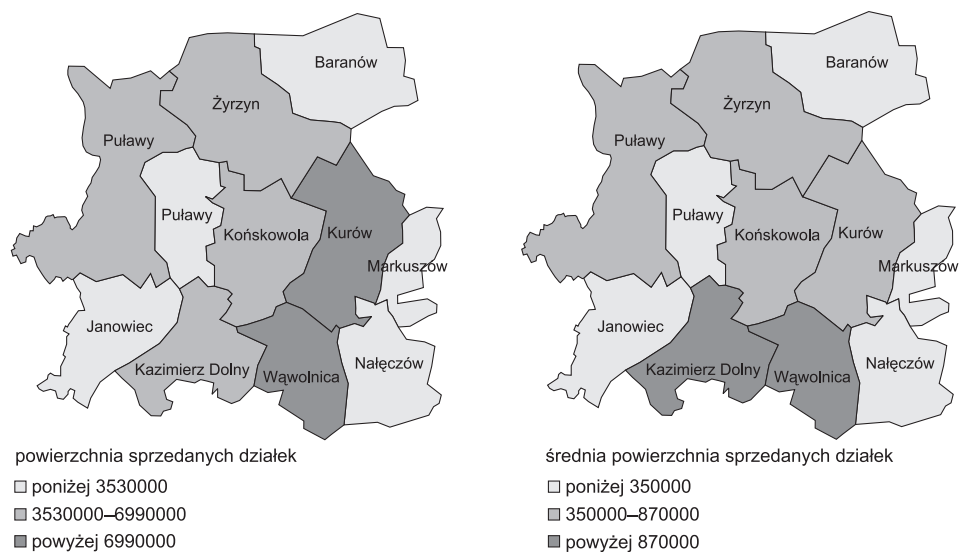 Baranów
Żyrzyn
Puławy
Puławy
Końskowola
Kurów
Markuszów
Janowiec
Nałęczów
Kazimierz Dolny
Wąwolnica
powierzchnia sprzedanych działek
poniżej 3530000
3530000–6990000
powyżej 6990000
Baranów
Żyrzyn
Puławy
Puławy
Końskowola
Kurów
Markuszów
Janowiec
Nałęczów
Kazimierz Dolny
Wąwolnica
średnia powierzchnia sprzedanych działek
poniżej 350000
350000–870000
powyżej 870000